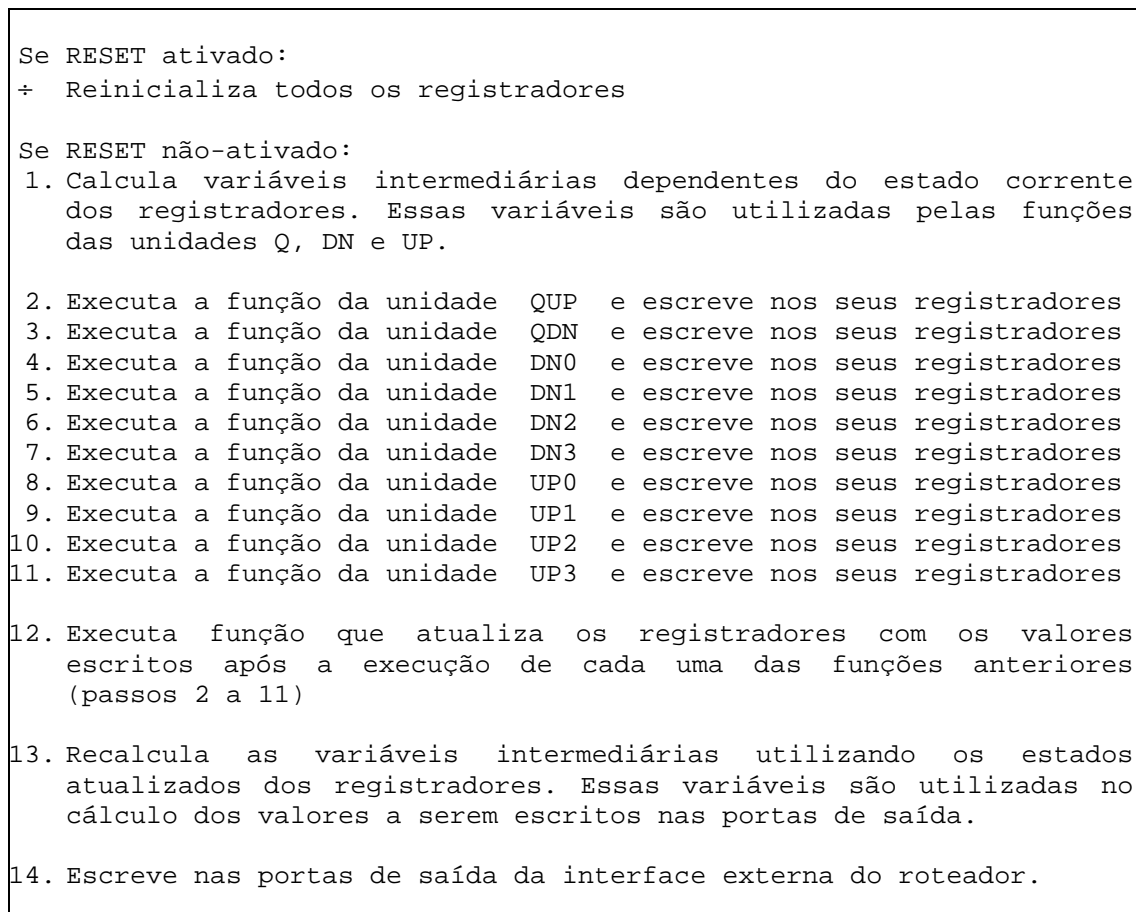 Se RESET ativado:
÷ Reinicializa todos os registradores
Se RESET não-ativado:
1. Calcula variáveis intermediárias dependentes do estado corrente
dos registradores. Essas variáveis são utilizadas pelas funções
das unidades Q, DN e UP.
2. Executa a função da unidade QUP e escreve nos seus registradores
3. Executa a função da unidade QDN e escreve nos seus registradores
4. Executa a função da unidade DN0 e escreve nos seus registradores
5. Executa a função da unidade DN1 e escreve nos seus registradores
6. Executa a função da unidade DN2 e escreve nos seus registradores
7. Executa a função da unidade DN3 e escreve nos seus registradores
8. Executa a função da unidade UP0 e escreve nos seus registradores
9. Executa a função da unidade UP1 e escreve nos seus registradores
10. Executa a função da unidade UP2 e escreve nos seus registradores
11. Executa a função da unidade UP3 e escreve nos seus registradores
12. Executa função que atualiza os registradores com os valores
escritos após a execução de cada uma das funções anteriores
(passos 2 a 11)
13. Recalcula as variáveis intermediárias utilizando os estados
atualizados dos registradores. Essas variáveis são utilizadas no
cálculo dos valores a serem escritos nas portas de saída.
14. Escreve nas portas de saída da interface externa do roteador.